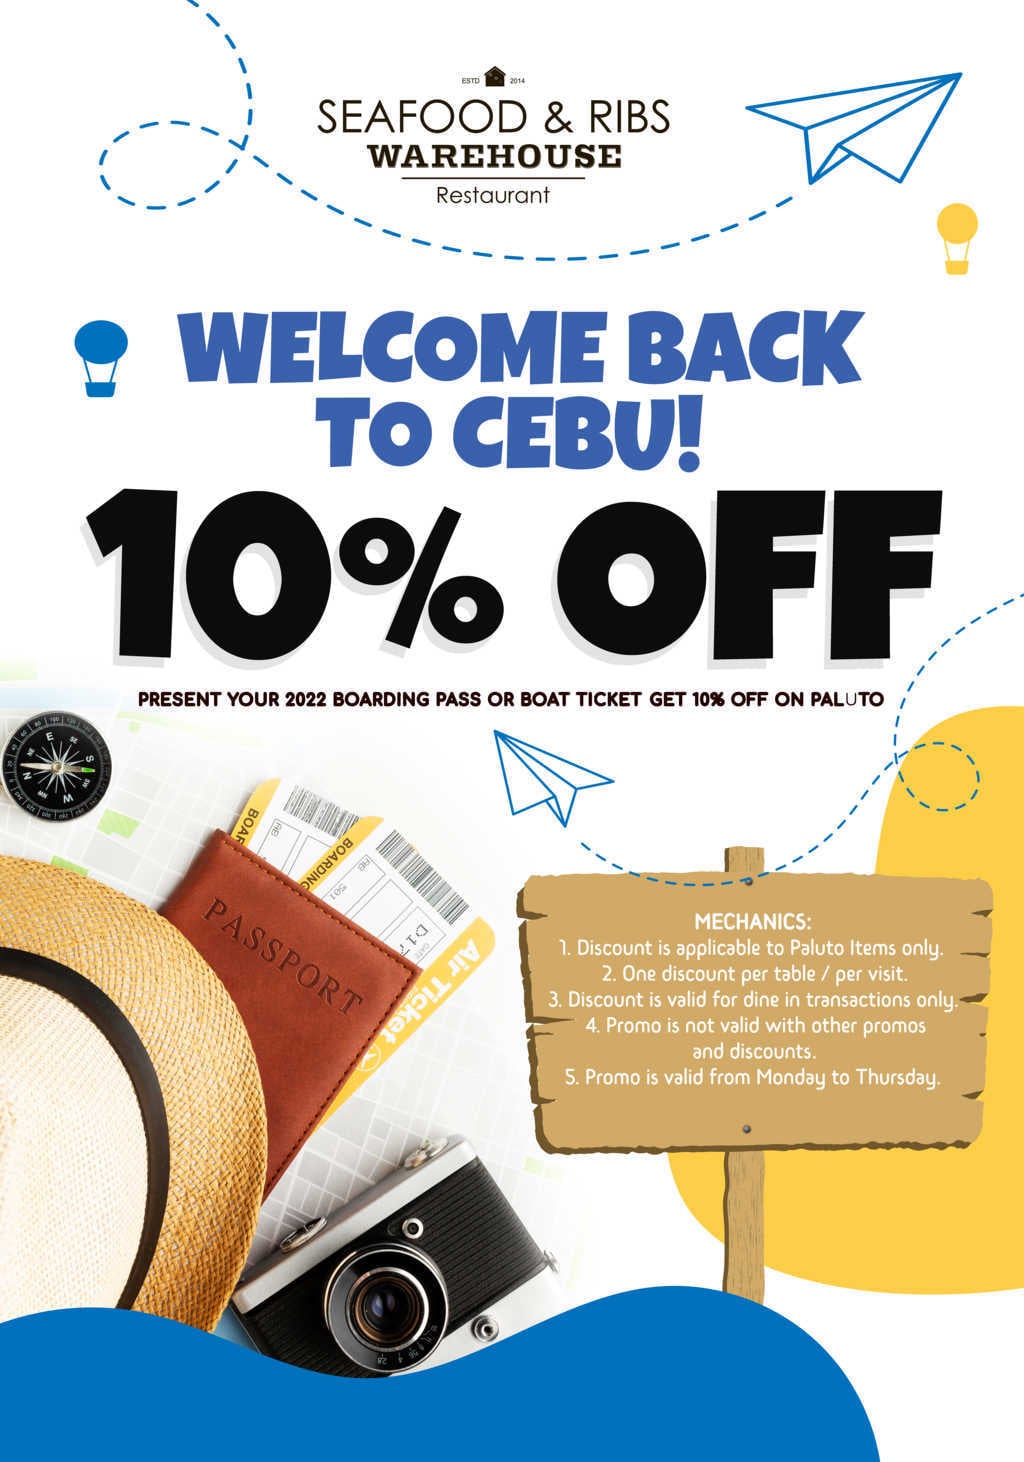 ESTD 2014
SEAFOOD & RIBS
WAREHOUSE
Restaurant
WELCOME BACK
TO CEBU!
10% OFF
PRESENT YOUR 2022 BOARDING PASS OR BOAT TICKET GET 10% OFF ON PALUTO
PASSPORT
Air Ticket
BOARDING
GATE
MECHANICS:
1. Discount is applicable to Paluto Items only.
2. One discount per table / per visit.
3. Discount is valid for dine in transactions only.
4. Promo is not valid with other promos
and discounts.
5. Promo is valid from Monday to Thursday.